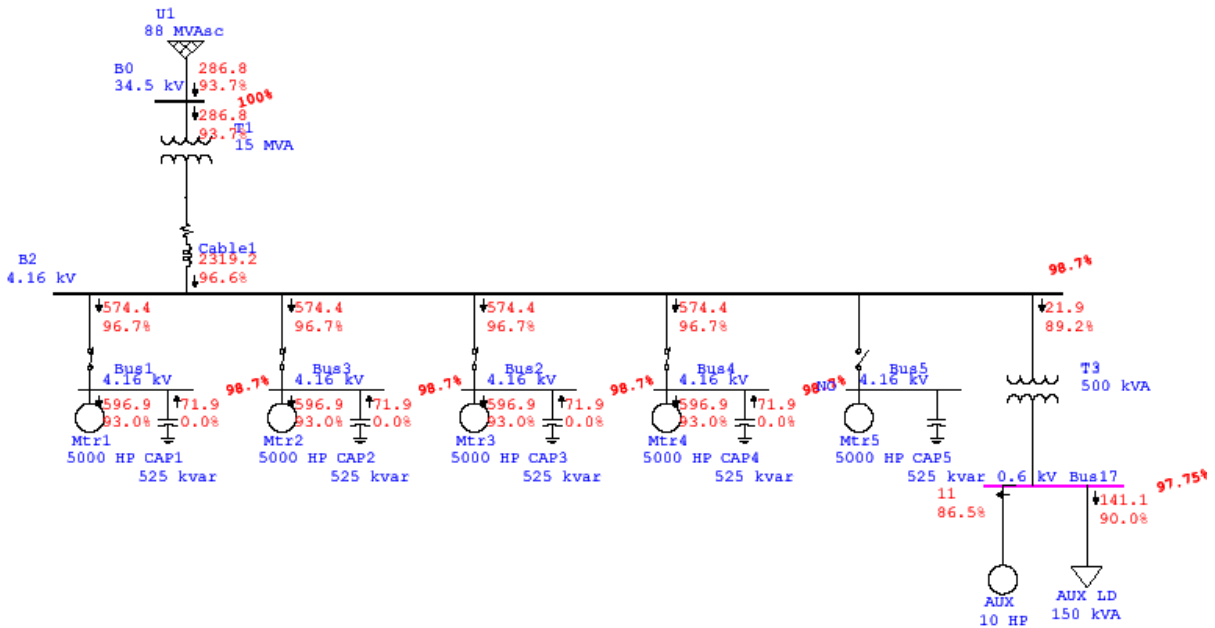 U1
88 MVAsc
B0
34.5 kV
286.8
93.7%
100%
286.8
93.7%
T1
15 MVA
Cable1
2319.2
96.6%
B2
4.16 kV
98.7%
574.4
96.7%
574.4
96.7%
574.4
96.7%
574.4
96.7%
21.9
89.2%
Bus1
4.16 kV
98.7%
Bus3
4.16 kV
98.7%
Bus2
4.16 kV
98.7%
Bus4
4.16 kV
NO
Bus5
4.16 kV
T3
500 kVA
596.9
93.0%
71.9
0.0%
596.9
93.0%
71.9
0.0%
596.9
93.0%
71.9
0.0%
596.9
93.0%
71.9
0.0%
Mtr1
5000 HP CAP1
525 kvar
Mtr2
5000 HP CAP2
525 kvar
Mtr3
5000 HP CAP3
525 kvar
Mtr4
5000 HP CAP4
525 kvar
Mtr5
5000 HP CAP5
525 kvar
0.6 kV Bus17
97.75%
11
86.5%
141.1
90.0%
AUX
10 HP
AUX LD
150 kVA